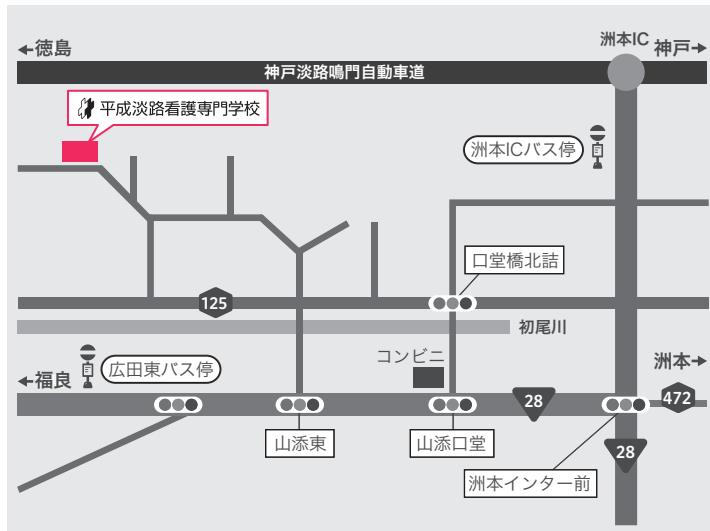 ←徳島
洲本IC
神戸→
神戸淡路鳴門自動車道
平成淡路看護専門学校
洲本ICバス停
口堂橋北詰
125
初尾川
コンビニ
洲本→
広田東バス停
←福良
28
472
山添東
山添口堂
28
洲本インター前